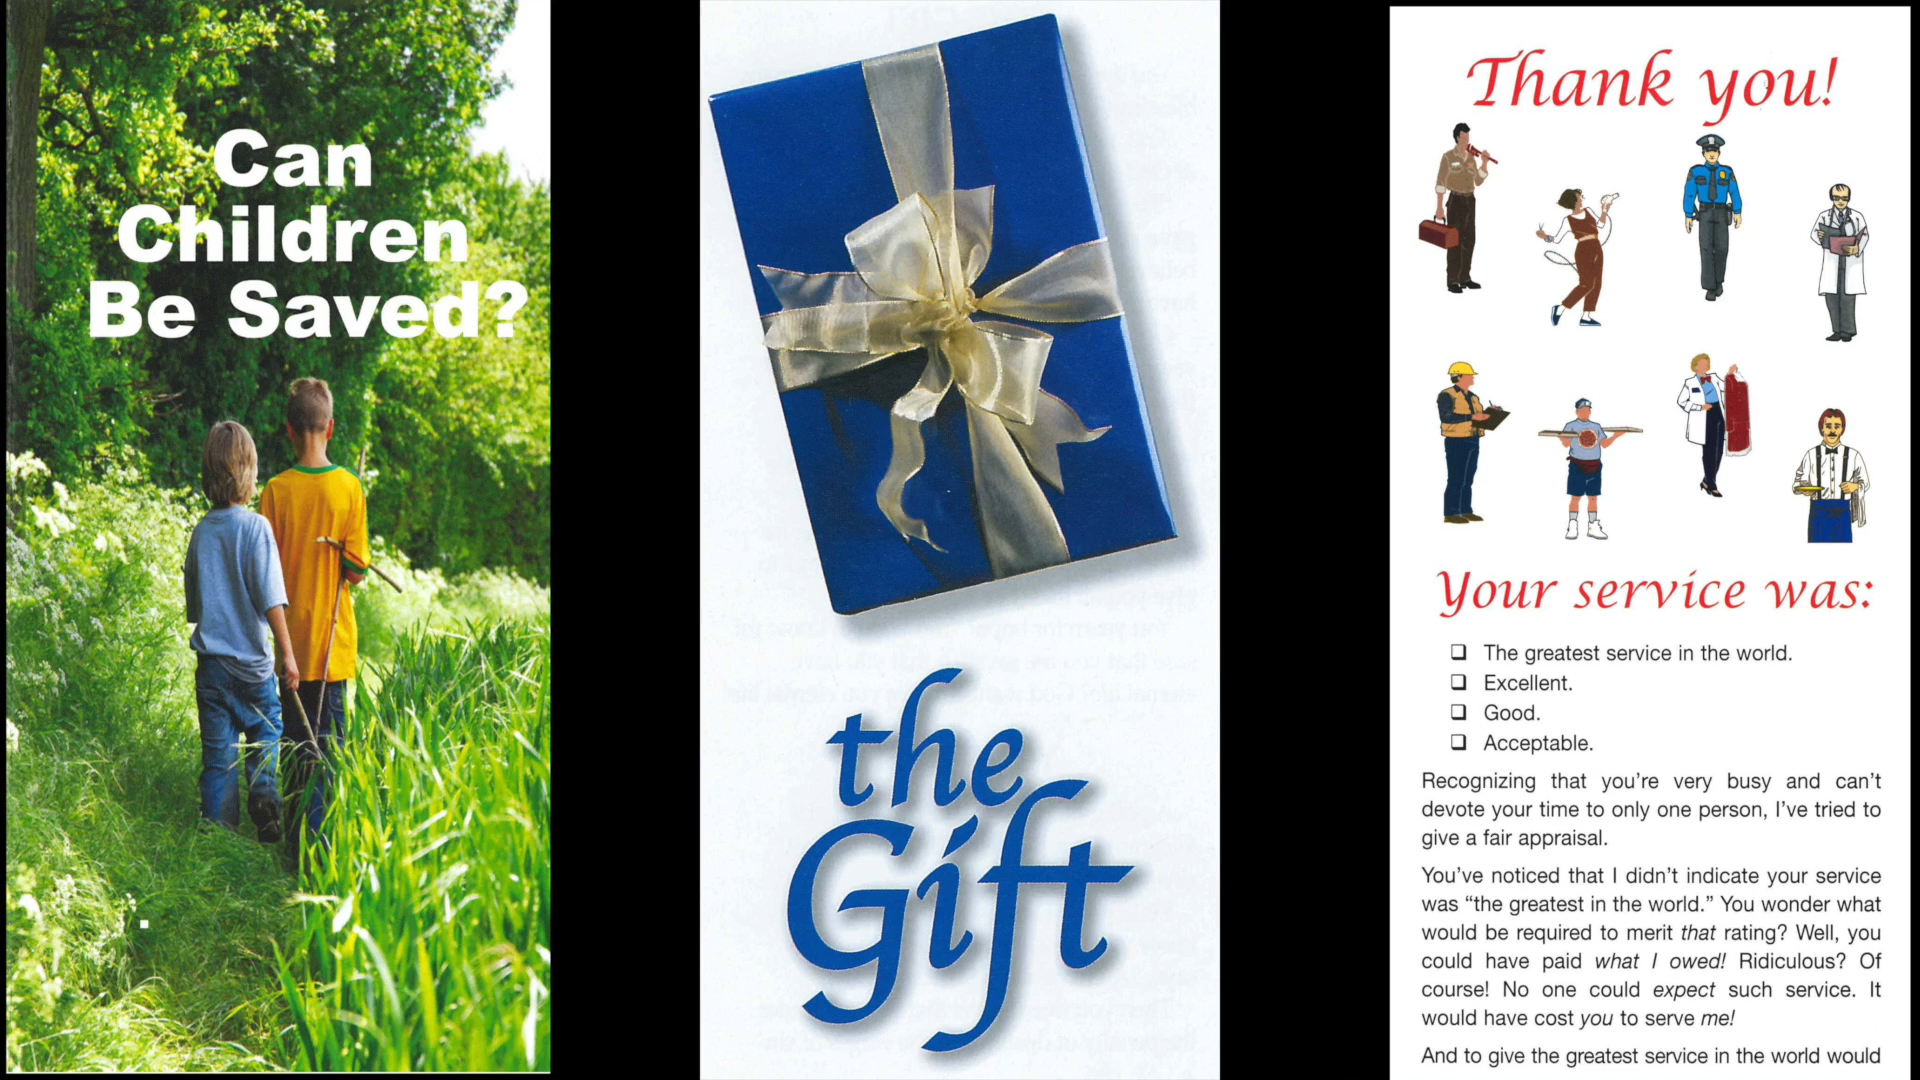 Can
Children
Be Saved?
the
Gift
Thank you!
Your service was:
❑ The greatest service in the world.
❑ Excellent.
❑ Good.
❑ Acceptable.
Recognizing that you're very busy and can't
devote your time to only one person, I've tried to
give a fair appraisal.
You've noticed that I didn't indicate your service
was “the greatest in the world.” You wonder what
would be required to merit that rating? Well, you
could have paid what I owed! Ridiculous? Of
course! No one could expect such service. It
would have cost you to serve me!
And to give the greatest service in the world would